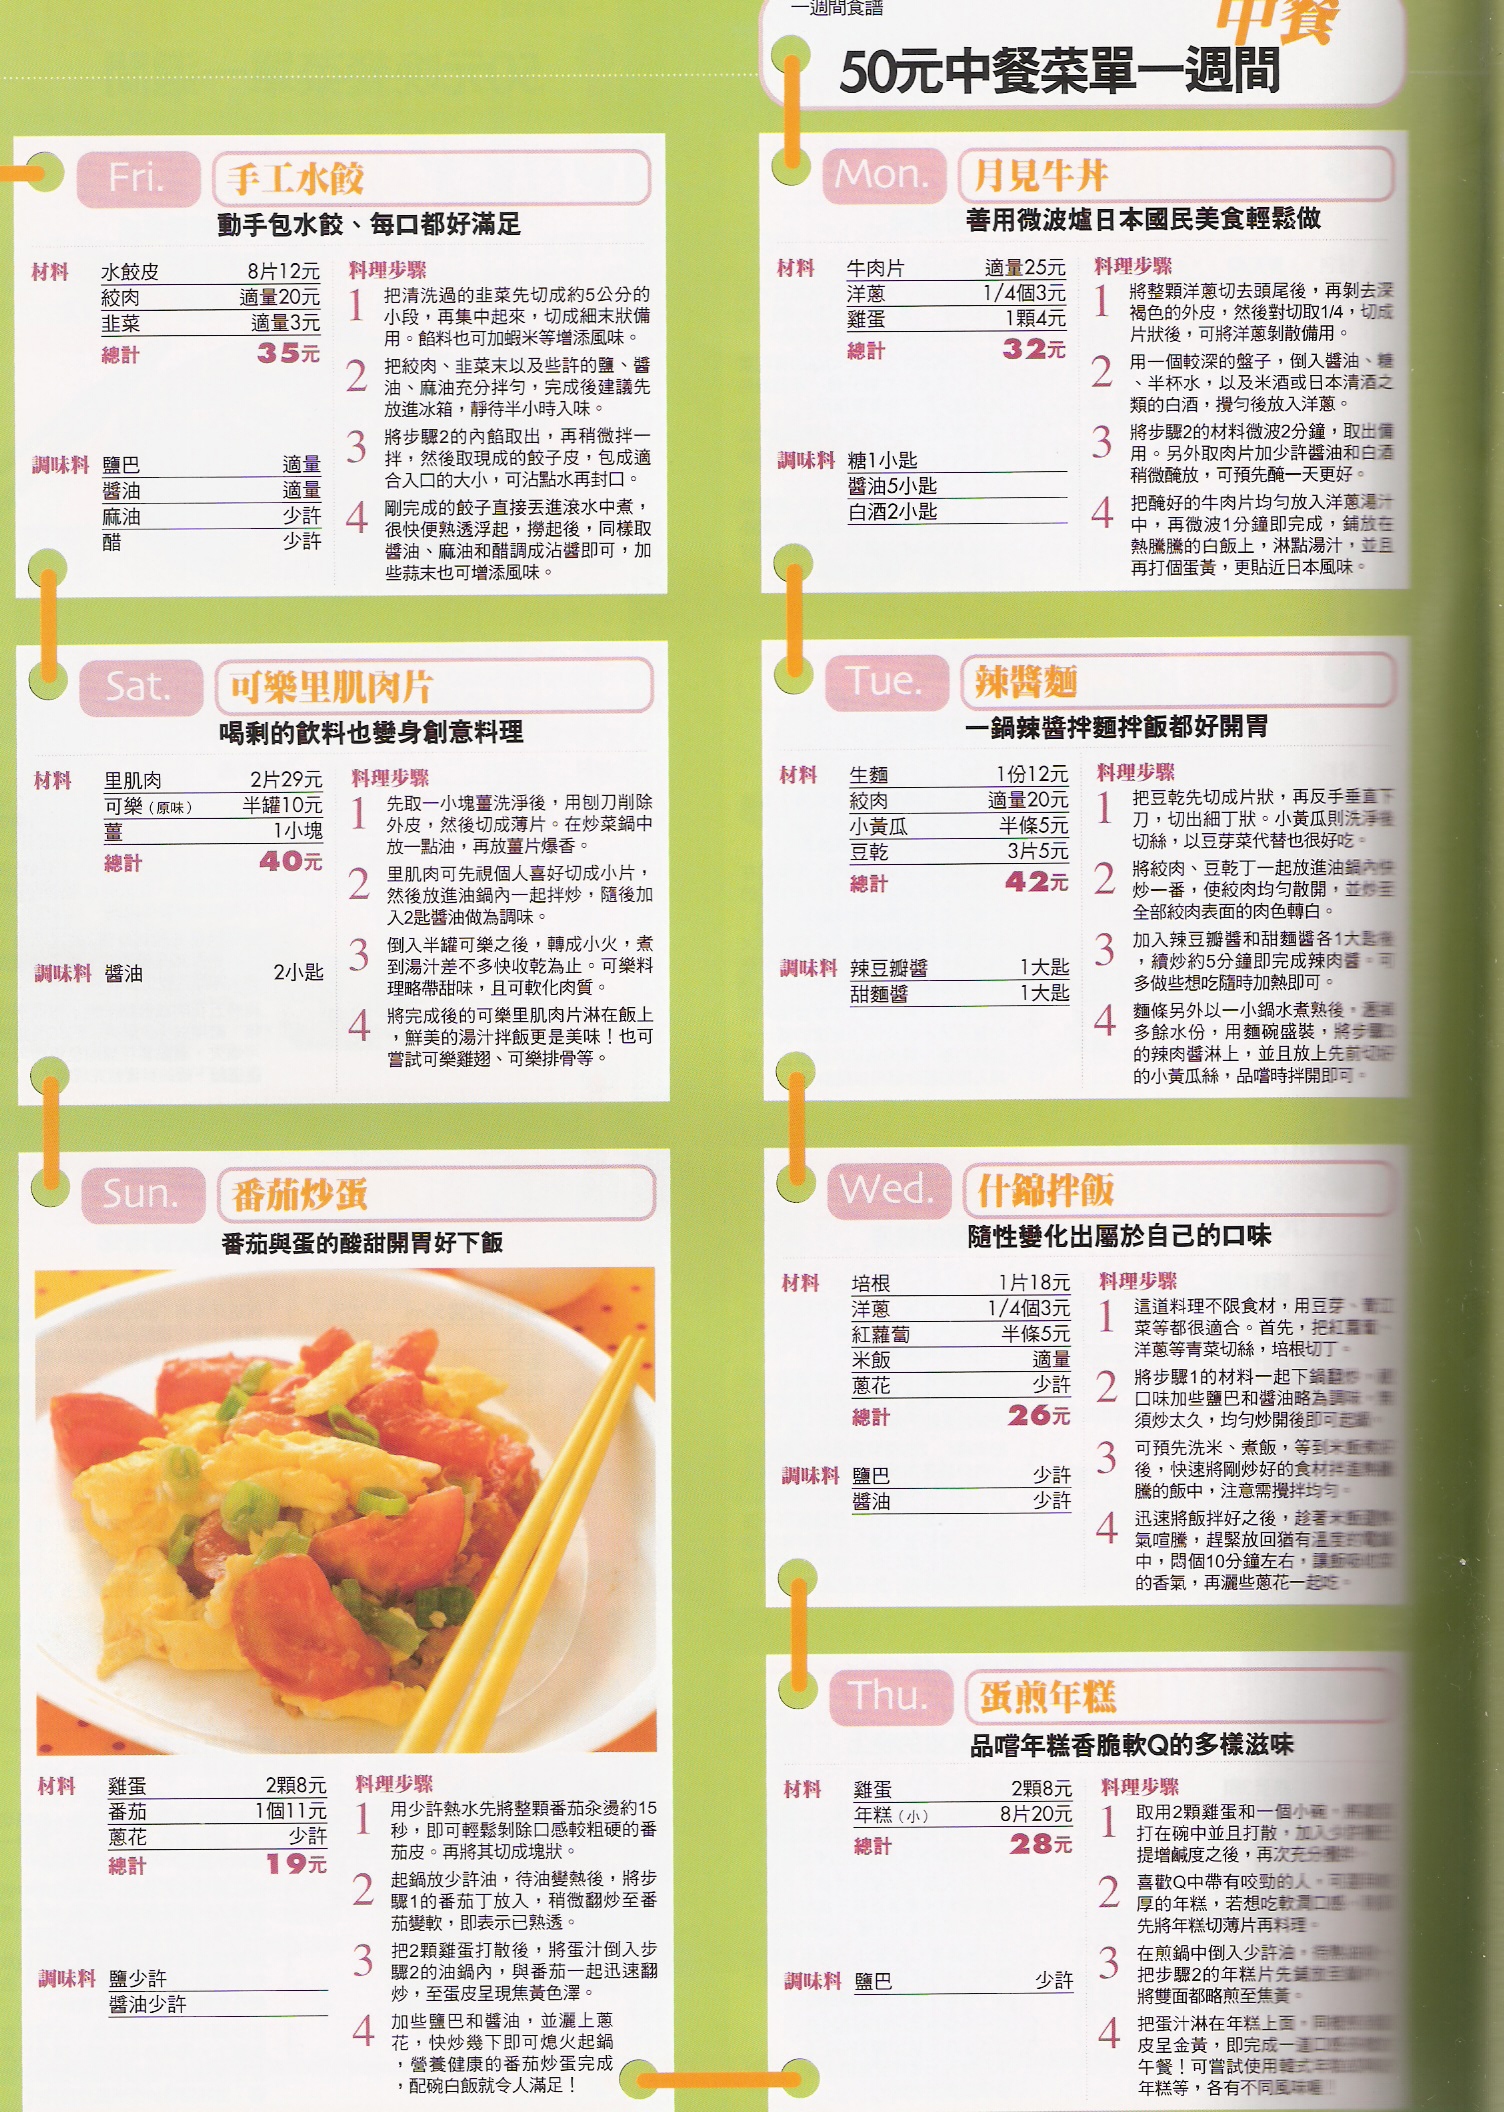 一週間食譜
中餐
50元中餐菜單一週間
Mon.
月見牛丼
善用微波爐日本國民美食輕鬆做
材料
牛肉片 適量25元
洋蔥 1/4個3元
雞蛋 1顆4元
總計 32元
調味料
糖1小匙
醬油5小匙
白酒2小匙
料理步驟
1 將整顆洋蔥切去頭尾後，再剝去深
褐色的外皮，然後對切取1/4，切成
片狀後，可將洋蔥剝散備用。
2 用一個較深的盤子，倒入醬油、糖
、半杯水，以及米酒或日本清酒之
類的白酒，攪勻後放入洋蔥。
3 將步驟2的材料微波2分鐘，取出備
用。另外取肉片加少許醬油和白酒
稍微醃放，可預先醃一天更好。
4 把醃好的牛肉片均勻放入洋蔥湯汁
中，再微波1分鐘即完成，鋪放在
熱騰騰的白飯上，淋點湯汁，並且
再打個蛋黃，更貼近日本風味。
Tue.
辣醬麵
一鍋辣醬拌麵拌飯都好開胃
材料
生麵 1份12元
絞肉 適量20元
小黃瓜 半條5元
豆乾 3片5元
總計 42元
調味料
辣豆瓣醬 1大匙
甜麵醬 1大匙
料理步驟
1 把豆乾先切成片狀，再反手垂直下
刀，切出細丁狀。小黃瓜則洗淨後
切絲，以豆芽菜代替也很好吃。
2 將絞肉、豆乾丁一起放進油鍋內快
炒一番，使絞肉均勻散開，並炒至
全部絞肉表面的肉色轉白。
3 加入辣豆瓣醬和甜麵醬各1大匙後
，續炒約5分鐘即完成辣肉醬。可
多做些想吃隨時加熱即可。
4 麵條另外以一小鍋水煮熟後，
多餘水份，用麵碗盛裝，將步驟3
的辣肉醬淋上，並且放上先前切好
的小黃瓜絲，品嚐時拌開即可。
Wed.
什錦拌飯
隨性變化出屬於自己的口味
材料
培根 1片18元
洋蔥 1/4個3元
紅蘿蔔 半條5元
米飯 適量
蔥花 少許
總計 26元
調味料
鹽巴 少許
醬油 少許
料理步驟
1 這道料理不限食材，用豆芽、
菜等都很適合。首先，把紅蘿蔔、
洋蔥等青菜切絲，培根切丁。
2 將步驟1的材料一起下鍋翻炒，
口味加些鹽巴和醬油略為調味，
須炒太久，均勻炒開後即可起鍋。
3 可預先洗米、煮飯，等到米飯
後，快速將剛炒好的食材拌進
騰的飯中，注意需攪拌均勻。
4 迅速將飯拌好之後，趁著米飯
氣喧騰，趕緊放回猶有溫度的電鍋
中，悶個10分鐘左右，讓飯
的香氣，再灑些蔥花一起吃。
Thu.
蛋煎年糕
品嚐年糕香脆軟Q的多樣滋味
材料
雞蛋 2顆8元
年糕（小） 8片20元
總計 28元
調味料
鹽巴 少許
料理步驟
1 取用2顆雞蛋和一個小碗，
打在碗中並且打散，加入少許
提增鹹度之後，再次充分
2 喜歡Q中帶有咬勁的人，可
厚的年糕，若想吃軟潤口感，
先將年糕切薄片再料理。
3 在煎鍋中倒入少許油，
把步驟2的年糕片先鋪放至
將雙面都略煎至焦黃。
4 把蛋汁淋在年糕上面，
皮呈金黃，即完成一道口感
午餐！可嘗試使用韓式年糕
年糕等，各有不同風味喔！
Fri.
手工水餃
動手包水餃、每口都好滿足
材料
水餃皮 8片12元
絞肉 適量20元
韭菜 適量3元
總計 35元
調味料
鹽巴 適量
醬油 適量
麻油 少許
醋 少許
料理步驟
1 把清洗過的韭菜先切成約5公分的
小段，再集中起來，切成細末狀備
用。餡料也可加蝦米等增添風味。
2 把絞肉、韭菜末以及些許的鹽、醬
油、麻油充分拌勻，完成後建議先
放進冰箱，靜待半小時入味。
3 將步驟2的內餡取出，再稍微拌一
拌，然後取現成的餃子皮，包成適
合入口的大小，可沾點水再封口。
4 剛完成的餃子直接丟進滾水中煮，
很快便熟透浮起，撈起後，同樣取
醬油、麻油和醋調成沾醬即可，加
些蒜末也可增添風味。
Sat.
可樂里肌肉片
喝剩的飲料也變身創意料理
材料
里肌肉 2片29元
可樂（原味） 半罐10元
薑 1小塊
總計 40元
調味料
醬油 2小匙
料理步驟
1 先取一小塊薑洗淨後，用刨刀削除
外皮，然後切成薄片。在炒菜鍋中
放一點油，再放薑片爆香。
2 里肌肉可先視個人喜好切成小片，
然後放進油鍋內一起拌炒，隨後加
入2匙醬油做為調味。
3 倒入半罐可樂之後，轉成小火，煮
到湯汁差不多快收乾為止。可樂料
理略帶甜味，且可軟化肉質。
4 將完成後的可樂里肌肉片淋在飯上
，鮮美的湯汁拌飯更是美味！也可
嘗試可樂雞翅、可樂排骨等。
Sun.
番茄炒蛋
番茄與蛋的酸甜開胃好下飯
材料
雞蛋 2顆8元
番茄 1個11元
蔥花 少許
總計 19元
調味料
鹽少許
醬油少許
料理步驟
1 用少許熱水先將整顆番茄汆燙約15
秒，即可輕鬆剝除口感較粗硬的番
茄皮。再將其切成塊狀。
2 起鍋放少許油，待油變熱後，將步
驟1的番茄丁放入，稍微翻炒至番
茄變軟，即表示已熟透。
3 把2顆雞蛋打散後，將蛋汁倒入步
驟2的油鍋內，與番茄一起迅速翻
炒，至蛋皮呈現焦黃色澤。
4 加些鹽巴和醬油，並灑上蔥
花，快炒幾下即可熄火起鍋
，營養健康的番茄炒蛋完成
，配碗白飯就令人滿足！